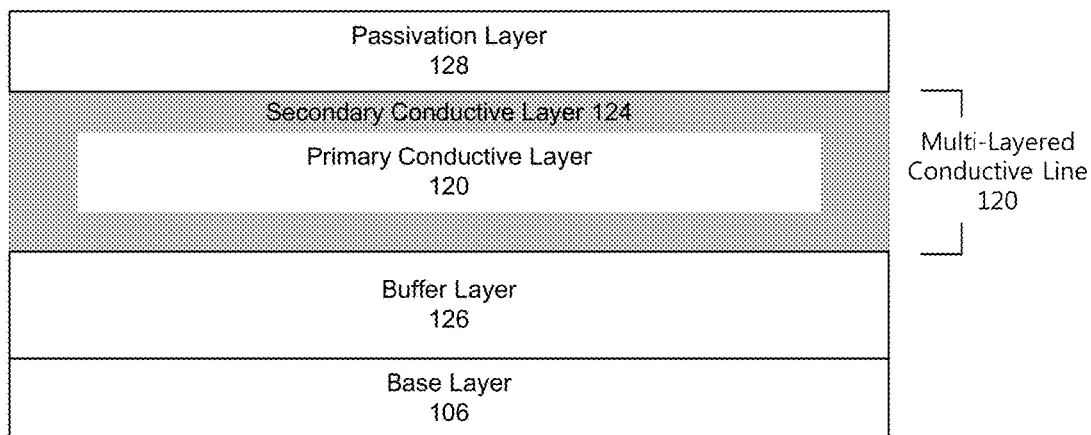 Passivation Layer
128
Secondary Conductive Layer 124
Primary Conductive Layer
120
Multi-Layered
Conductive Line
120
Buffer Layer
126
Base Layer
106